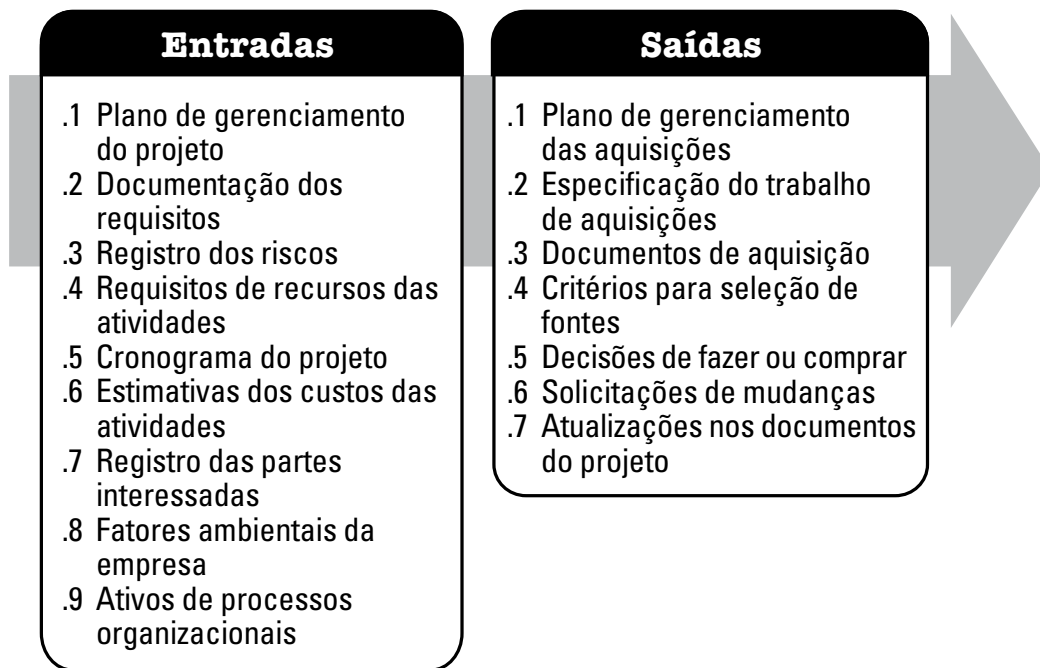 Entradas
.1 Plano de gerenciamento
do projeto
.2 Documentação dos
requisitos
.3 Registro dos riscos
.4 Requisitos de recursos das
atividades
.5 Cronograma do projeto
.6 Estimativas dos custos das
atividades
.7 Registro das partes
interessadas
.8 Fatores ambientais da
empresa
.9 Ativos de processos
organizacionais
Saídas
.1 Plano de gerenciamento
das aquisições
.2 Especificação do trabalho
de aquisições
.3 Documentos de aquisição
.4 Critérios para seleção de
fontes
.5 Decisões de fazer ou comprar
.6 Solicitações de mudanças
.7 Atualizações nos documentos
do projeto